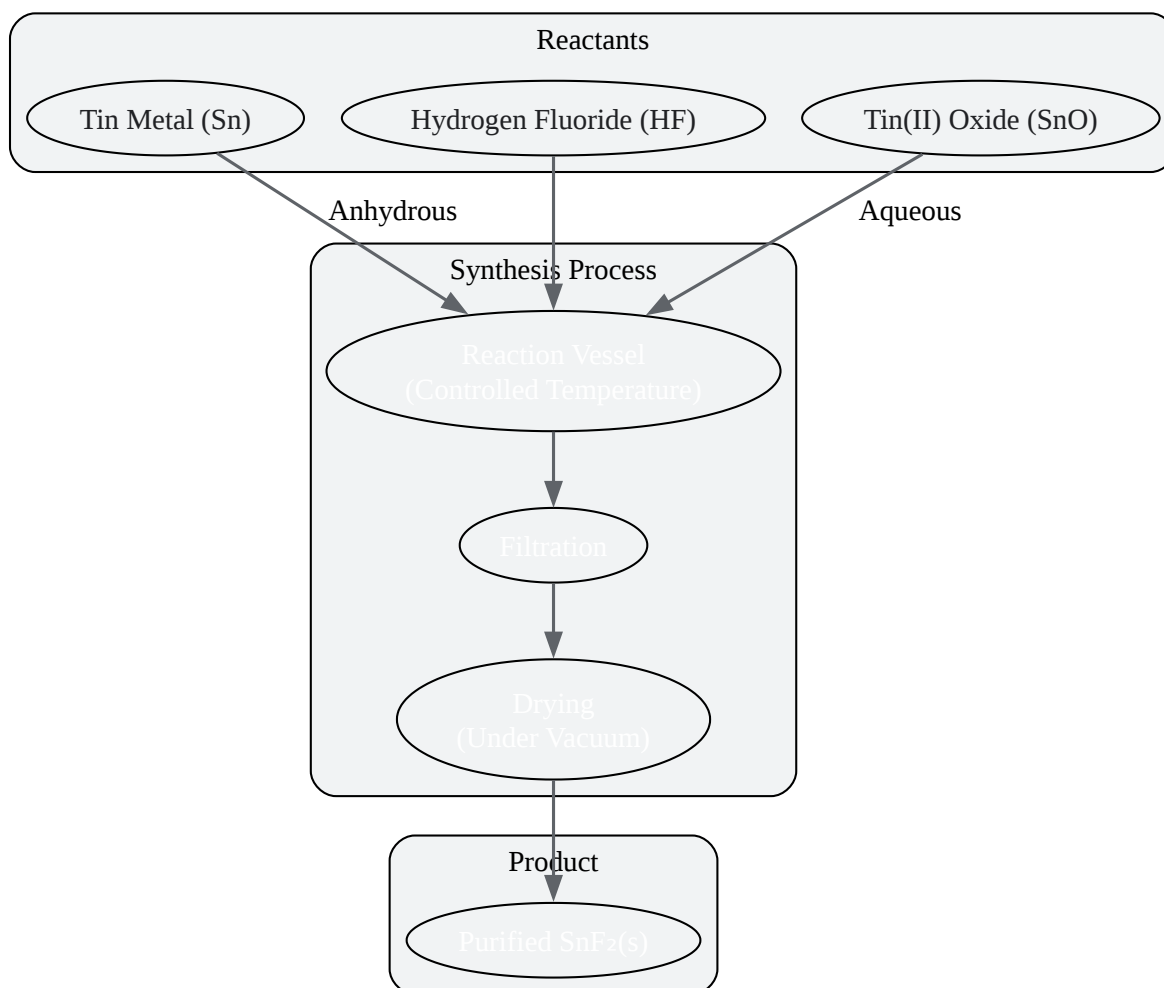 Reactants
Tin Metal (Sn)
Hydrogen Fluoride (HF)
Tin(II) Oxide (SnO)
Anhydrous
Aqueous
Synthesis Process
Reaction Vessel
(Controlled Temperature)
Filtration
Drying
(Under Vacuum)
Product
Purified SnF₂(s)